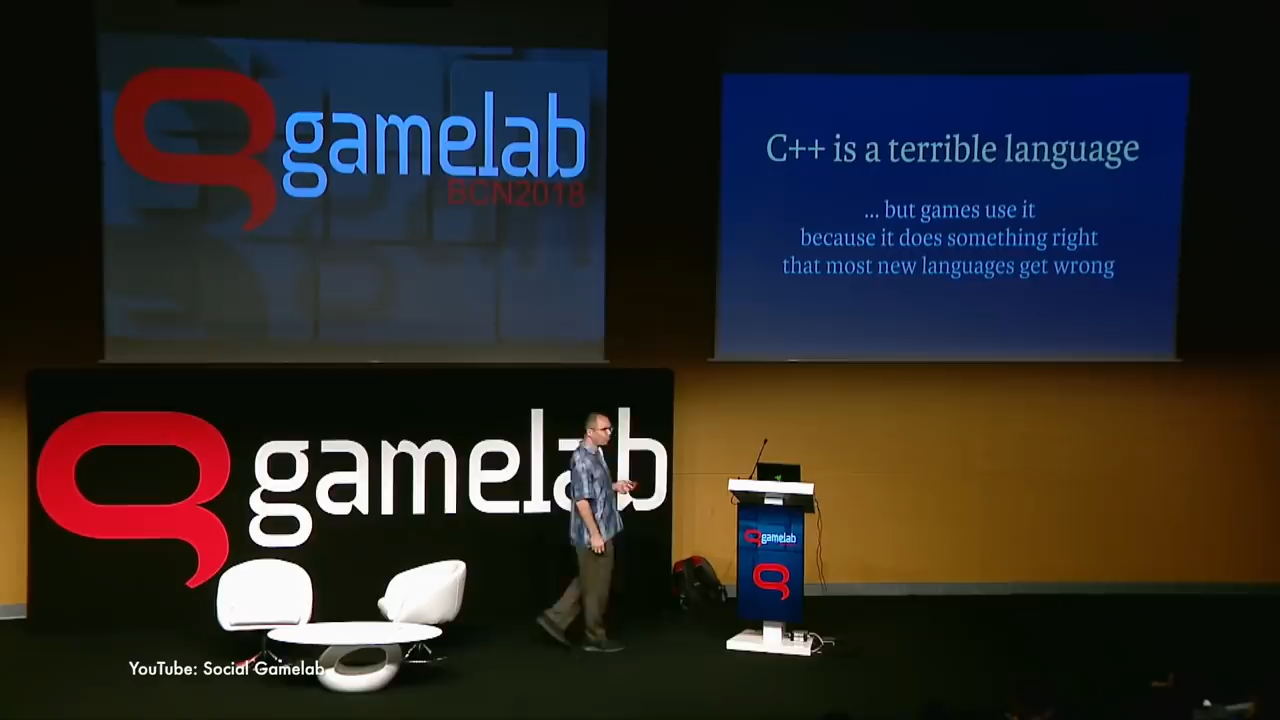 gamelab
BCN2018
C++ is a terrible language
... but games use it
because it does something right
that most new languages get wrong
gamelab
gamelab
YouTube: Social Gamelab